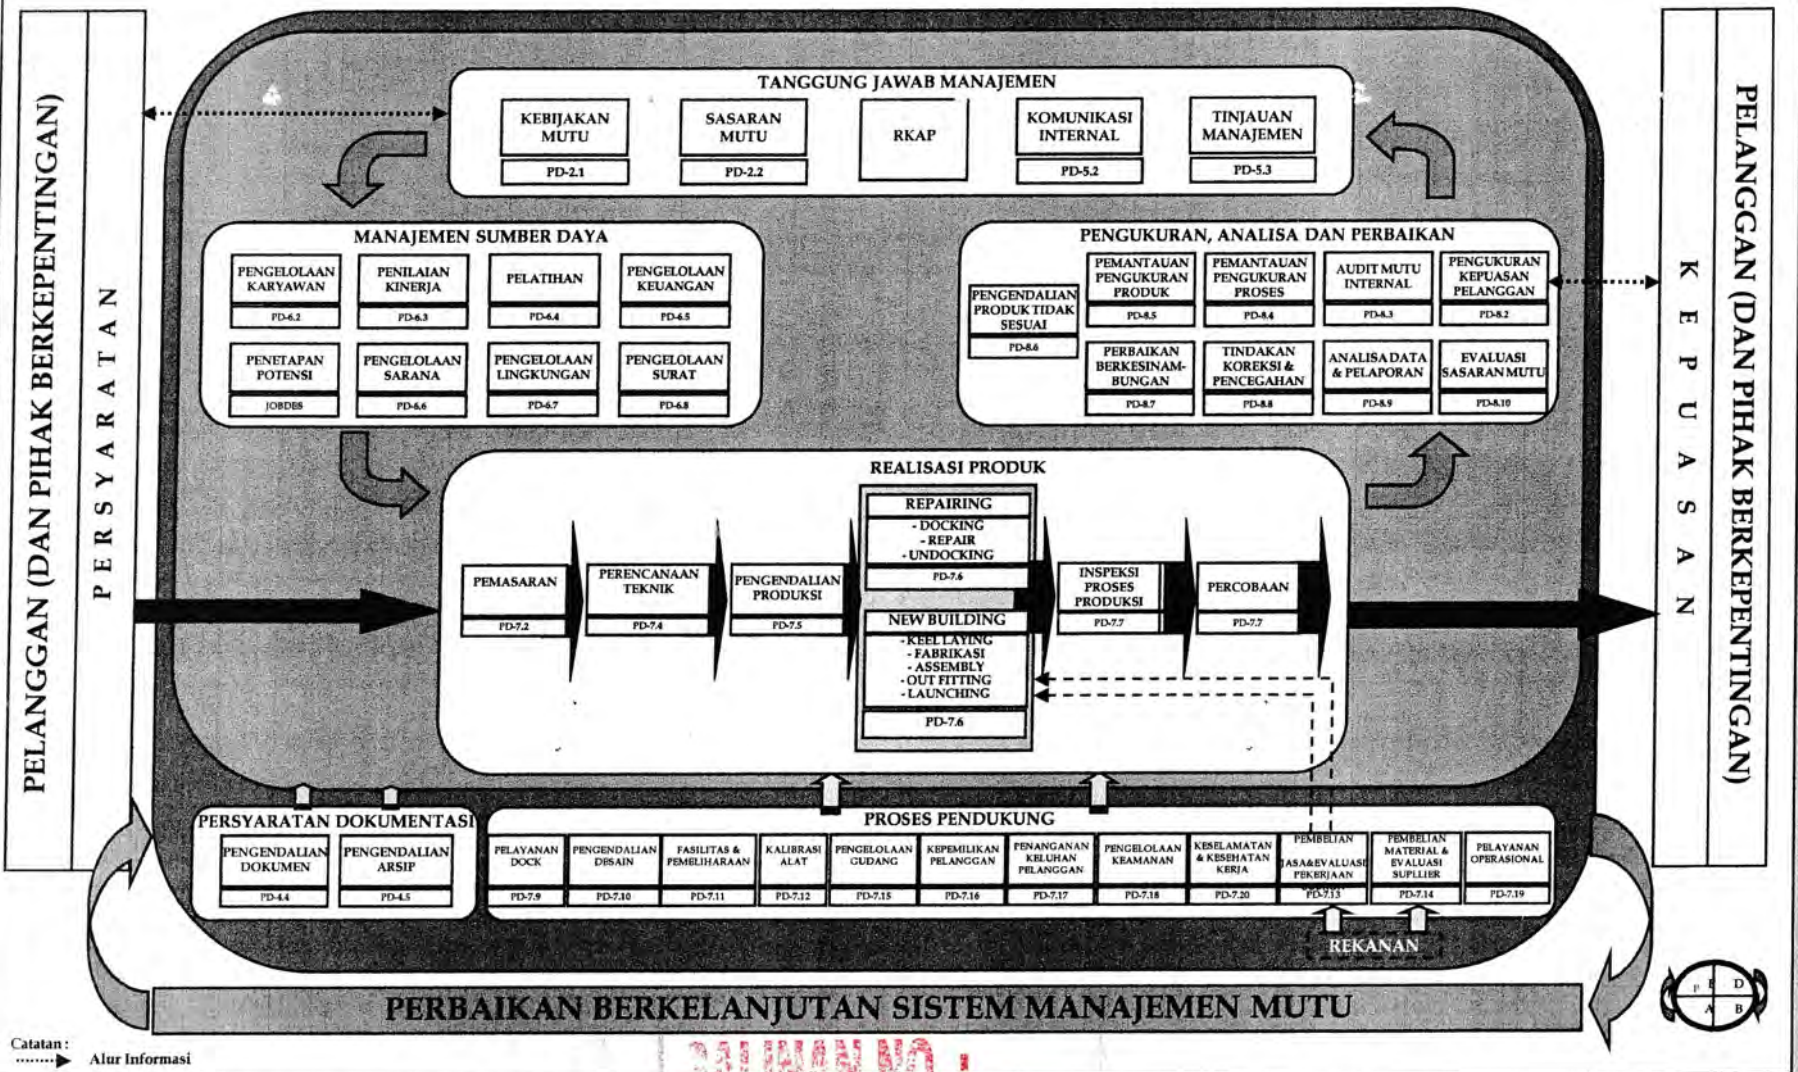 PELANGGAN (DAN PIHAK BERKEPENTINGAN)
PERSYARATAN
TANGGUNG JAWAB MANAJEMEN
KEBIJAKAN
MUTU
PD-2.1
SASARAN
MUTU
PD-2.2
RKAP
KOMUNIKASI
INTERNAL
PD-5.2
TINJAUAN
MANAJEMEN
PD-5.3
MANAJEMEN SUMBER DAYA
PENGELOLAAN
KARYAWAN
PD-6.2
PENILAIAN
KINERJA
PD-6.3
PELATIHAN
PD-6.4
PENGELOLAAN
KEUANGAN
PD-6.5
PENETAPAN
POTENSI
JOBDES
PENGELOLAAN
SARANA
PD-6.6
PENGELOLAAN
LINGKUNGAN
PD-6.7
PENGELOLAAN
SURAT
PD-6.8
PENGUKURAN, ANALISA DAN PERBAIKAN
PENGENDALIAN
PRODUK TIDAK
SESUAI
PD-8.6
PEMANTAUAN
PENGUKURAN
PRODUK
PD-8.5
PEMANTAUAN
PENGUKURAN
PROSES
PD-8.4
AUDIT MUTU
INTERNAL
PD-8.3
PENGUKURAN
KEPUASAN
PELANGGAN
PD-8.2
PERBAIKAN
BERKESINAM-
BUNGAN
PD-8.7
TINDAKAN
KOREKSI &
PENCEGAHAN
PD-8.8
ANALISA DATA
& PELAPORAN
PD-8.9
EVALUASI
SASARAN MUTU
PD-8.10
REALISASI PRODUK
PEMASARAN
PD-7.2
PERENCANAAN
TEKNIK
PD-7.4
PENGENDALIAN
PRODUKSI
PD-7.5
REPAIRING
- DOCKING
- REPAIR
- UNDOCKING
PD-7.6
NEW BUILDING
- KEEL LAYING
- FABRIKASI
- ASSEMBLY
- OUT FITTING
- LAUNCHING
PD-7.6
INSPEKSI
PROSES
PRODUKSI
PD-7.7
PERCOBAAN
PD-7.7
PERSYARATAN DOKUMENTASI
PENGENDALIAN
DOKUMEN
PD-4.4
PENGENDALIAN
ARSIP
PD-4.5
PROSES PENDUKUNG
PELAYANAN
DOCK
PD-7.9
PENGENDALIAN
DESAIN
PD-7.10
FASILITAS &
PEMELIHARAAN
PD-7.11
KALIBRASI
ALAT
PD-7.12
PENGELOLAAN
GUDANG
PD-7.15
KEPEMILIKAN
PELANGGAN
PD-7.16
PENANGANAN
KELUHAN
PELANGGAN
PD-7.17
PENGELOLAAN
KEAMANAN
PD-7.18
KESELAMATAN
& KESEHATAN
KERJA
PD-7.20
PEMBELIAN
JASA&EVALUASI
PEKERJAAN
PD-7.13
PEMBELIAN
MATERIAL &
EVALUASI
SUPLLIER
PD-7.14
PELAYANAN
OPERASIONAL
PD-7.19
REKANAN
KEPUASAN
PELANGGAN (DAN PIHAK BERKEPENTINGAN)
PERBAIKAN BERKELANJUTAN SISTEM MANAJEMEN MUTU
Catatan :
Alur Informasi